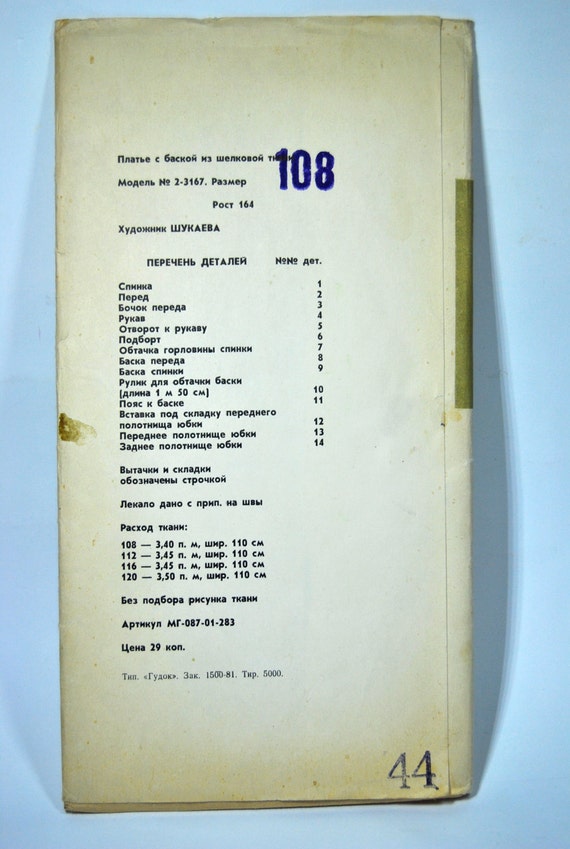 Платье с баской из шелковой ткани
108
Модель № 2-3167. Размер
Рост 164
Художник ШУКАЕВА
ПЕРЕЧЕНЬ ДЕТАЛЕЙ №№ дет.
Спинка 1
Перед 2
Бочок переда 3
Рукав 4
Отворот к рукаву 5
Подборт 6
Обтачка горловины спинки 7
Баска переда 8
Баска спинки 9
Рулик для обтачки баски
(длина 1 м 50 см) 10
Пояс к баске 11
Вставка под складку переднего
полотнища юбки 12
Переднее полотнище юбки 13
Заднее полотнище юбки 14
Вытачки и складки
обозначены строчкой
Лекало дано с прип. на швы
Расход ткани:
108 — 3,40 п. м, шир. 110 см
112 — 3,45 п. м, шир. 110 см
116 — 3,45 п. м, шир. 110 см
120 — 3,50 п. м, шир. 110 см
Без подбора рисунка ткани
Артикул МГ-087-01-283
Цена 29 коп.
Тип. «Гудок». Зак. 1500-81. Тир. 5000.
44